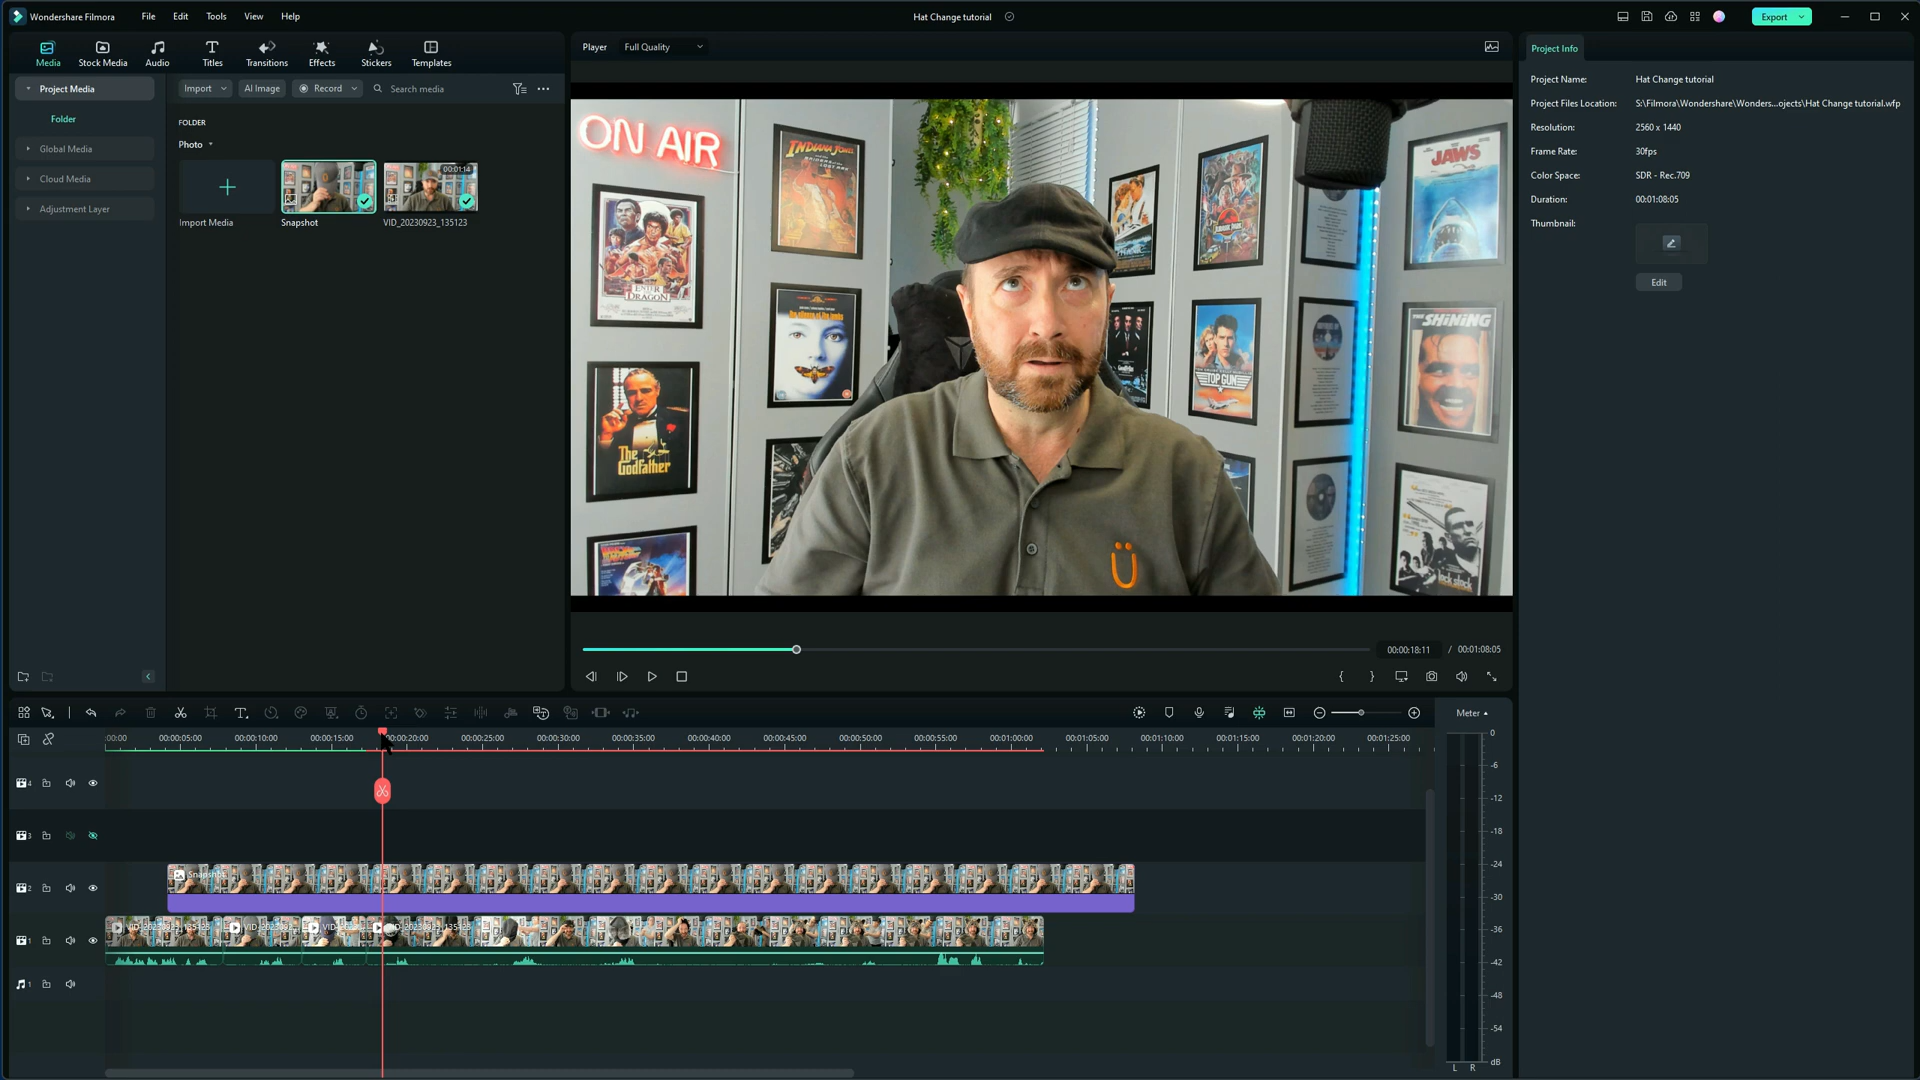 Wondershare Filmora
File
Edit
Tools
View
Help
Hat Change tutorial
Export
Media
Stock Media
Audio
Titles
Transitions
Effects
Stickers
Templates
Player
Full Quality
Project Info
Project Media
Import
AI Image
Record
Search media
Folder
FOLDER
Global Media
Photo
Cloud Media
00:01:14
Adjustment Layer
Import Media
Snapshot
VID_20230923_135123
Project Name:
Hat Change tutorial
Project Files Location:
S:\Filmora\Wondershare\Wonders...ojects\Hat Change tutorial.wfp
Resolution:
2560 x 1440
Frame Rate:
30fps
Color Space:
SDR - Rec.709
Duration:
00:01:08:05
Thumbnail:
Edit
ON AIR
INDIANA JONES
ENTER
DRAGON
The
Godfather
TOP GUN
JAWS
THE SHINING
Ü
00:00:18:11
/
00:01:08:05
Meter
:00:00
00:00:05:00
00:00:10:00
00:00:15:00
00:00:20:00
00:00:25:00
00:00:30:00
00:00:35:00
00:00:40:00
00:00:45:00
00:00:50:00
00:00:55:00
00:01:00:00
00:01:05:00
00:01:10:00
00:01:15:00
00:01:20:00
00:01:25:00
4
3
2
Snapshot
1
VID_20230923_135123
1
0
-6
-12
-18
-24
-30
-36
-42
-48
-54
dB
L
R